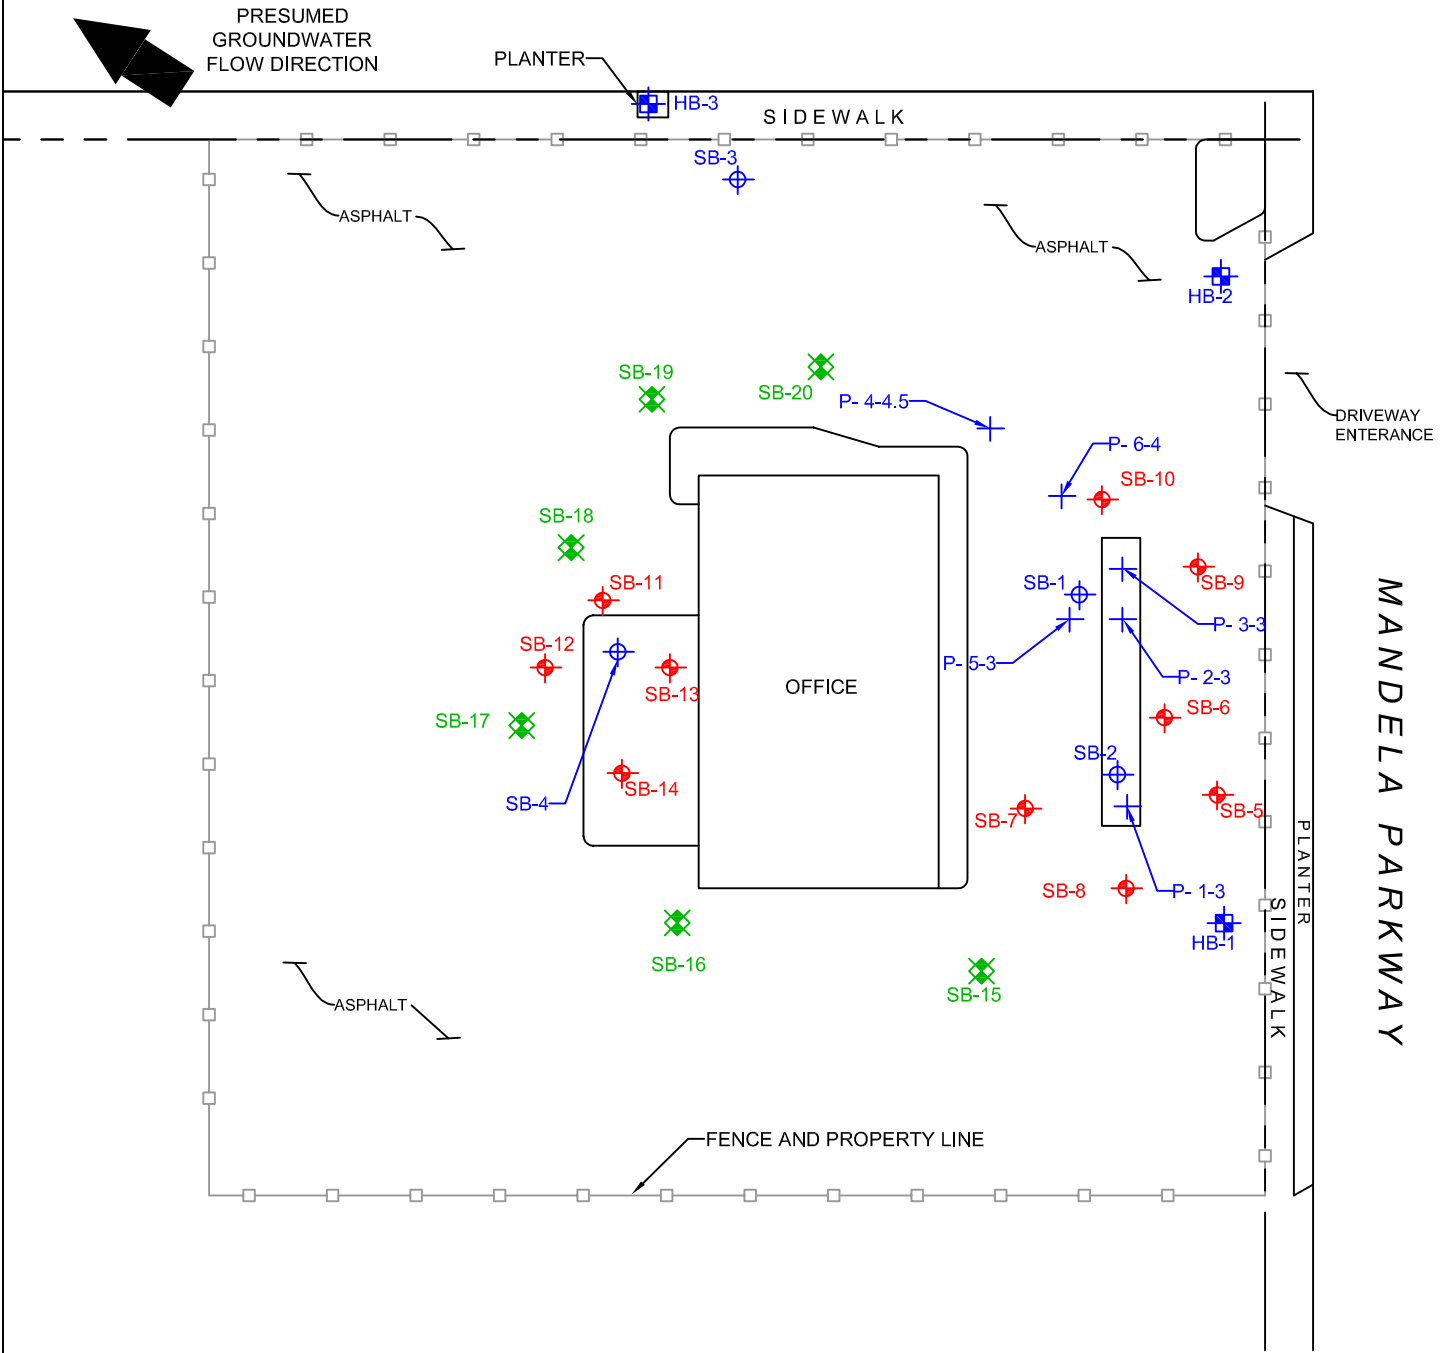 PRESUMED
GROUNDWATER
FLOW DIRECTION
PLANTER
HB-3
SIDEWALK
SB-3
ASPHALT
ASPHALT
HB-2
SB-19
SB-20
P- 4-4.5
DRIVEWAY
ENTERANCE
P- 6-4
SB-10
SB-18
SB-11
SB-1
SB-9
SB-12
P- 3-3
P- 5-3
P- 2-3
SB-13
OFFICE
SB-17
SB-6
SB-2
SB-14
SB-4
SB-7
SB-5
SB-8
P- 1-3
HB-1
SB-16
SB-15
ASPHALT
PLANTER
SIDEWALK
MANDELA PARKWAY
FENCE AND PROPERTY LINE